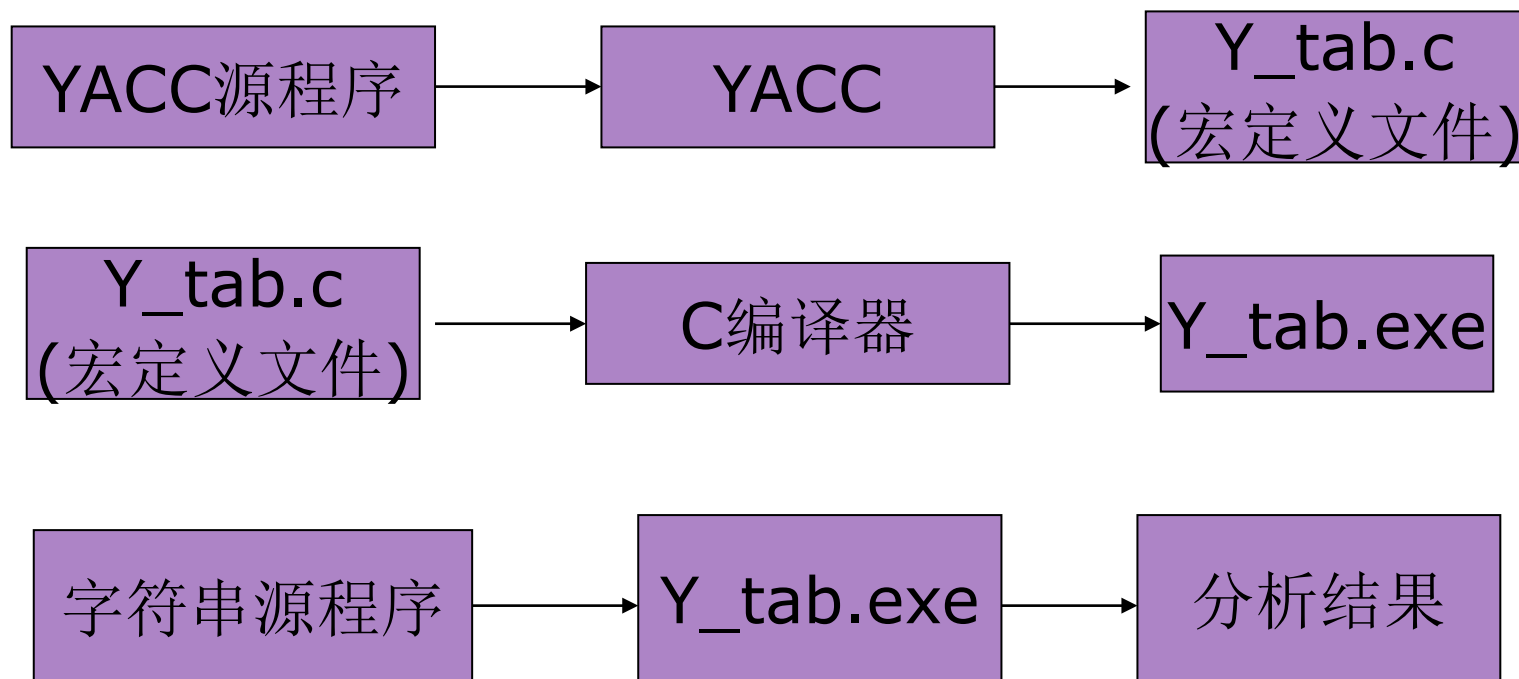 YACC源程序
YACC
Y_tab.c
(宏定义文件)
Y_tab.c
(宏定义文件)
C编译器
Y_tab.exe
字符串源程序
Y_tab.exe
分析结果